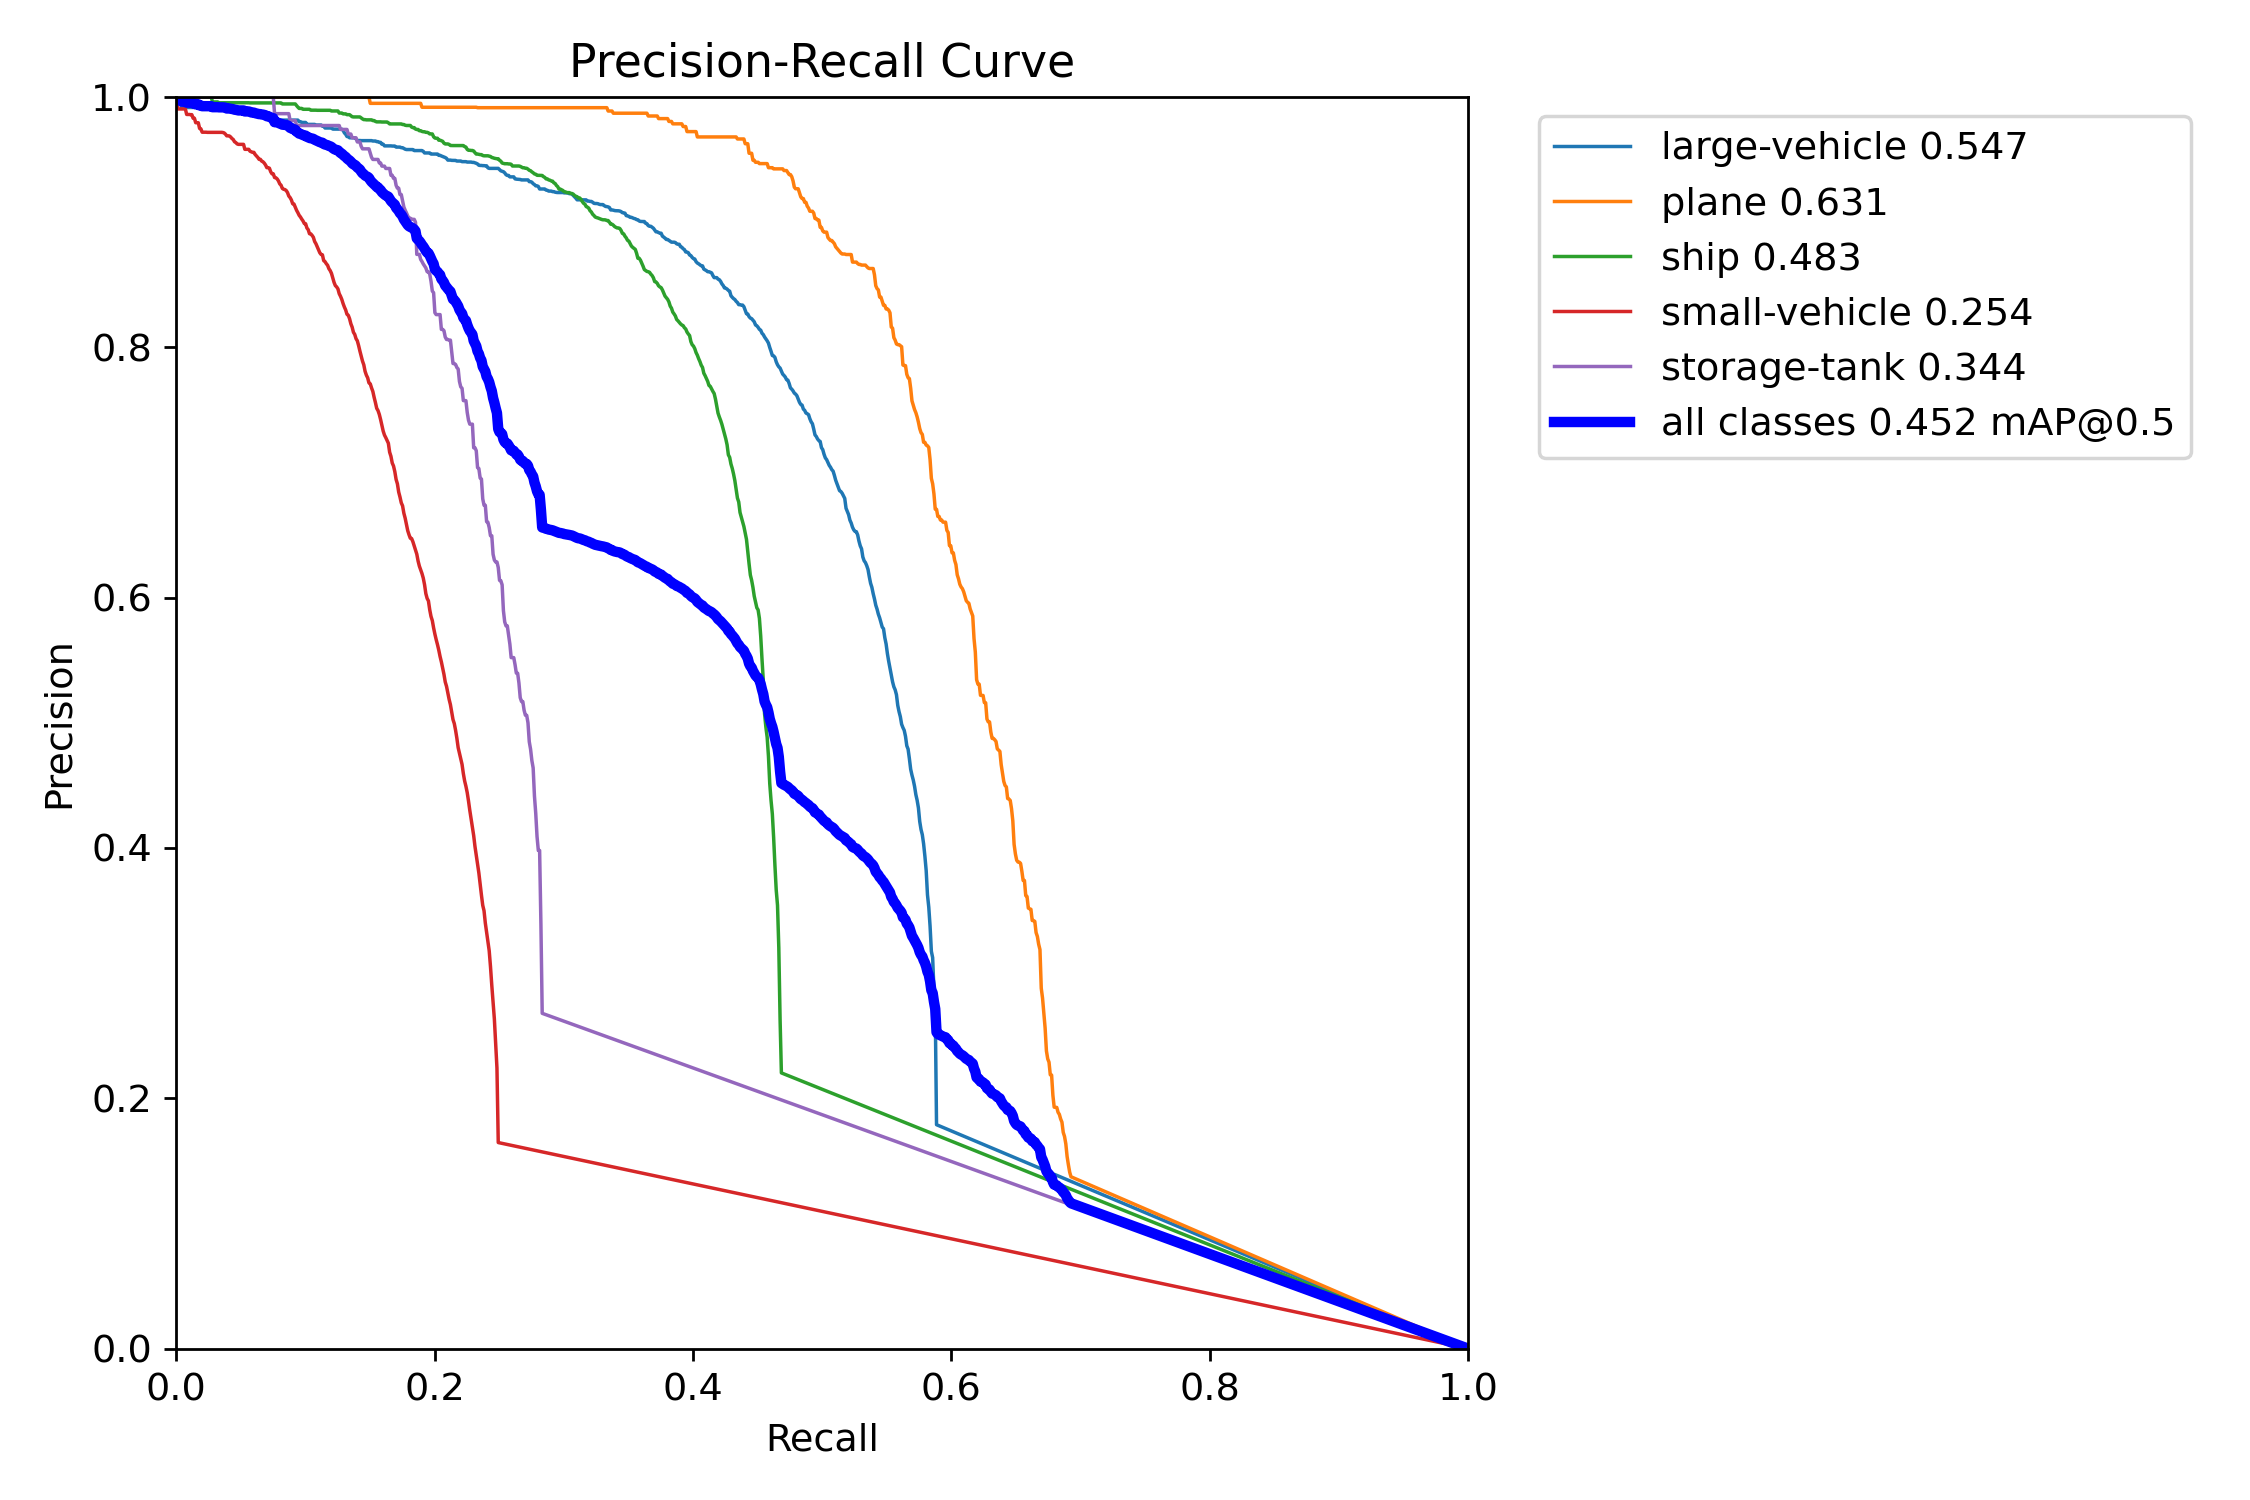 Precision-Recall Curve
1.0
0.8
0.6
0.4
0.2
0.0
Precision
0.0 0.2 0.4 0.6 0.8 1.0
Recall
large-vehicle 0.547
plane 0.631
ship 0.483
small-vehicle 0.254
storage-tank 0.344
all classes 0.452 mAP@0.5